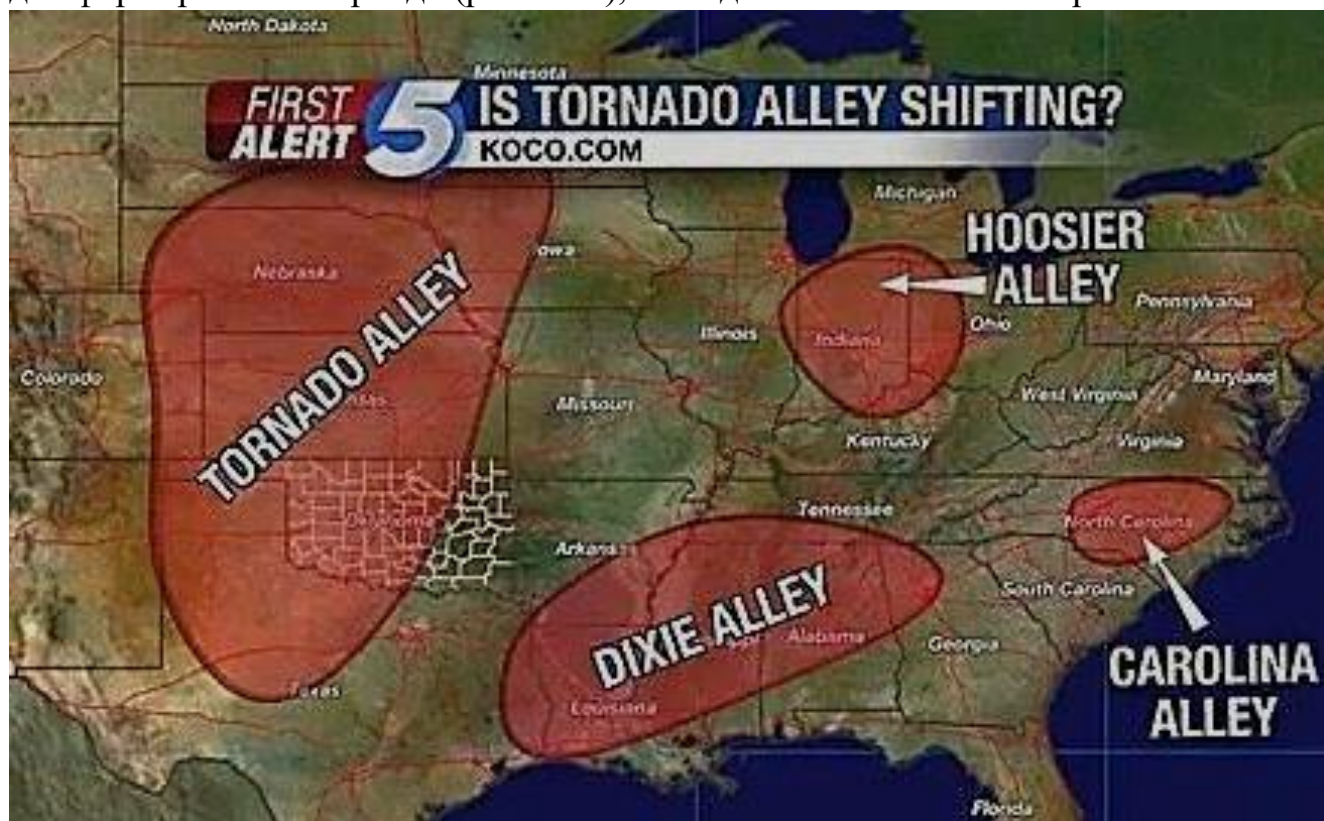 North Dakota
Minnesota
FIRST
ALERT
5
IS TORNADO ALLEY SHIFTING?
KOCO.COM
Michigan
HOOSIER
ALLEY
Iowa
Nebraska
TORNADO ALLEY
Pennsylvania
Illinois
Indiana
Ohio
Colorado
Maryland
Missouri
West Virginia
Kentucky
Virginia
Tennessee
North Carolina
Oklahoma
Arkansas
South Carolina
DIXIE ALLEY
Alabama
Georgia
CAROLINA
ALLEY
Texas
Louisiana
Florida